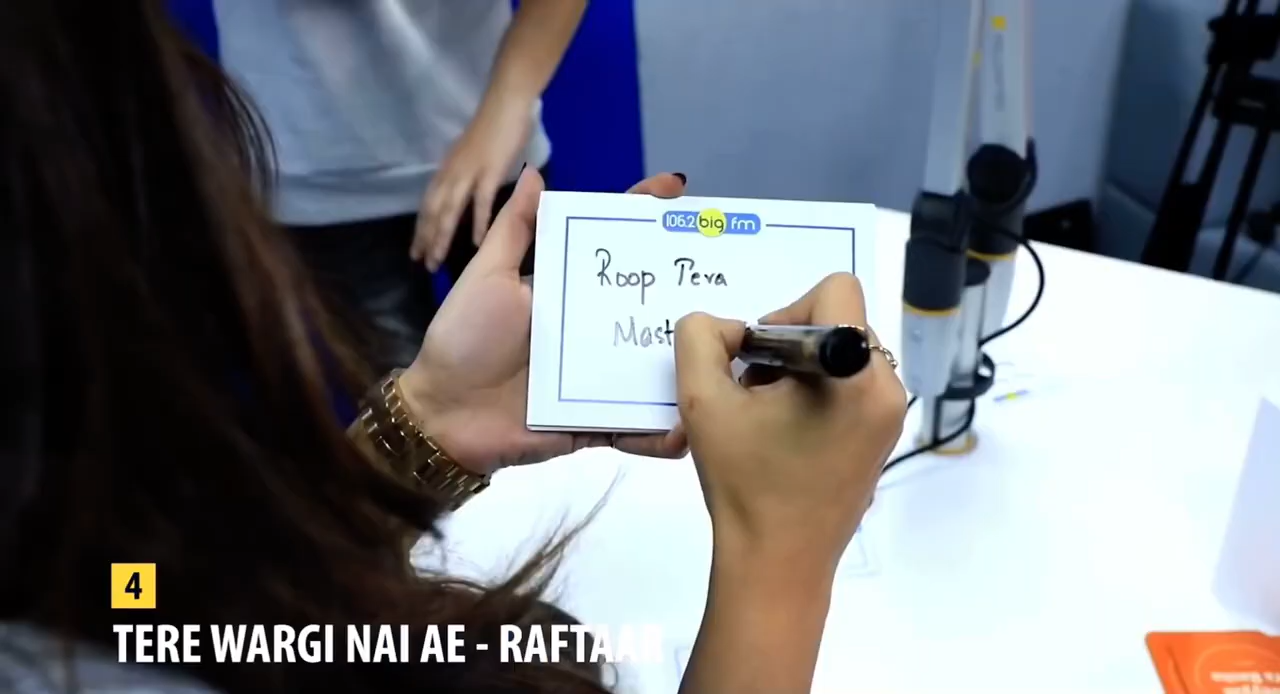 106.2 big fm
Roop Tera
Mast
4
TERE WARGI NAI AE - RAFTAAR